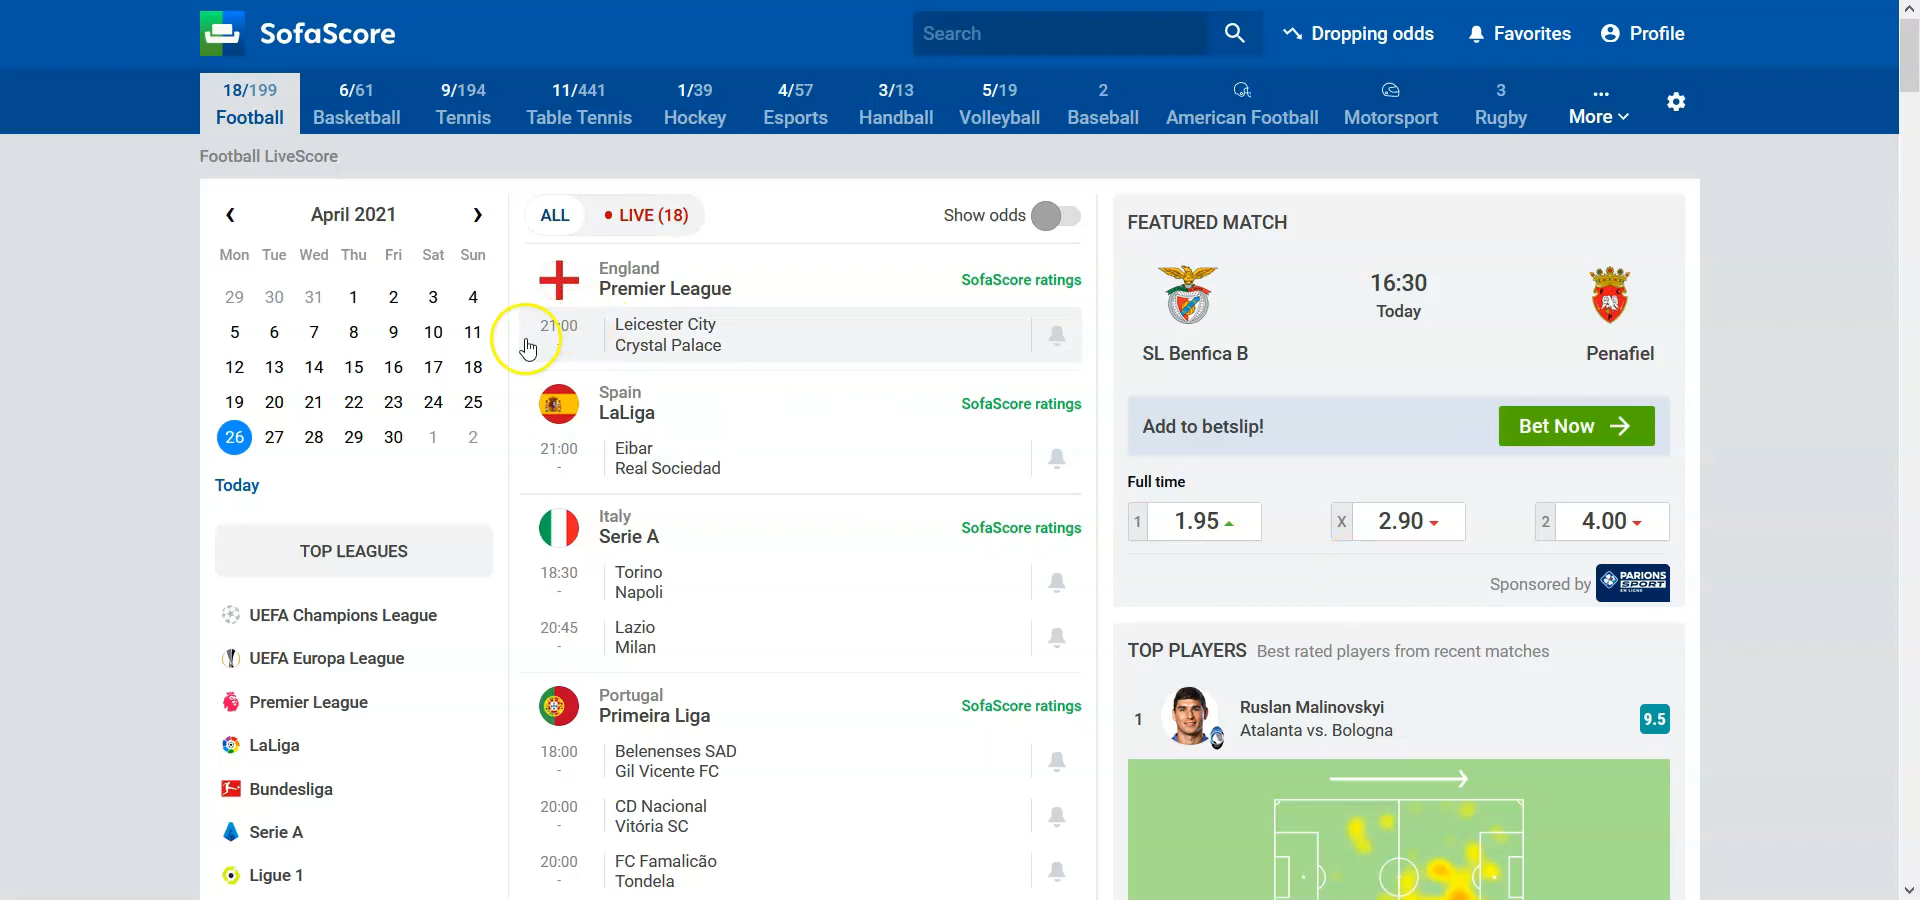 SofaScore
Search
Dropping odds
Favorites
Profile
18/199
Football
6/61
Basketball
9/194
Tennis
11/441
Table Tennis
1/39
Hockey
4/57
Esports
3/13
Handball
5/19
Volleyball
2
Baseball
American Football
Motorsport
3
Rugby
More
Football LiveScore
April 2021
Mon Tue Wed Thu Fri Sat Sun
29 30 31 1 2 3 4
5 6 7 8 9 10 11
12 13 14 15 16 17 18
19 20 21 22 23 24 25
26 27 28 29 30 1 2
Today
TOP LEAGUES
UEFA Champions League
UEFA Europa League
Premier League
LaLiga
Bundesliga
Serie A
Ligue 1
ALL
LIVE (18)
Show odds
England
Premier League
SofaScore ratings
21:00
-
Leicester City
Crystal Palace
Spain
LaLiga
SofaScore ratings
21:00
-
Eibar
Real Sociedad
Italy
Serie A
SofaScore ratings
18:30
-
Torino
Napoli
20:45
-
Lazio
Milan
Portugal
Primeira Liga
SofaScore ratings
18:00
-
Belenenses SAD
Gil Vicente FC
20:00
-
CD Nacional
Vitória SC
20:00
-
FC Famalicão
Tondela
FEATURED MATCH
16:30
Today
SL Benfica B
Penafiel
Add to betslip!
Bet Now
Full time
1 1.95
X 2.90
2 4.00
Sponsored by
PARIONS
SPORT
EN LIGNE
TOP PLAYERS Best rated players from recent matches
1
Ruslan Malinovskyi
Atalanta vs. Bologna
9.5